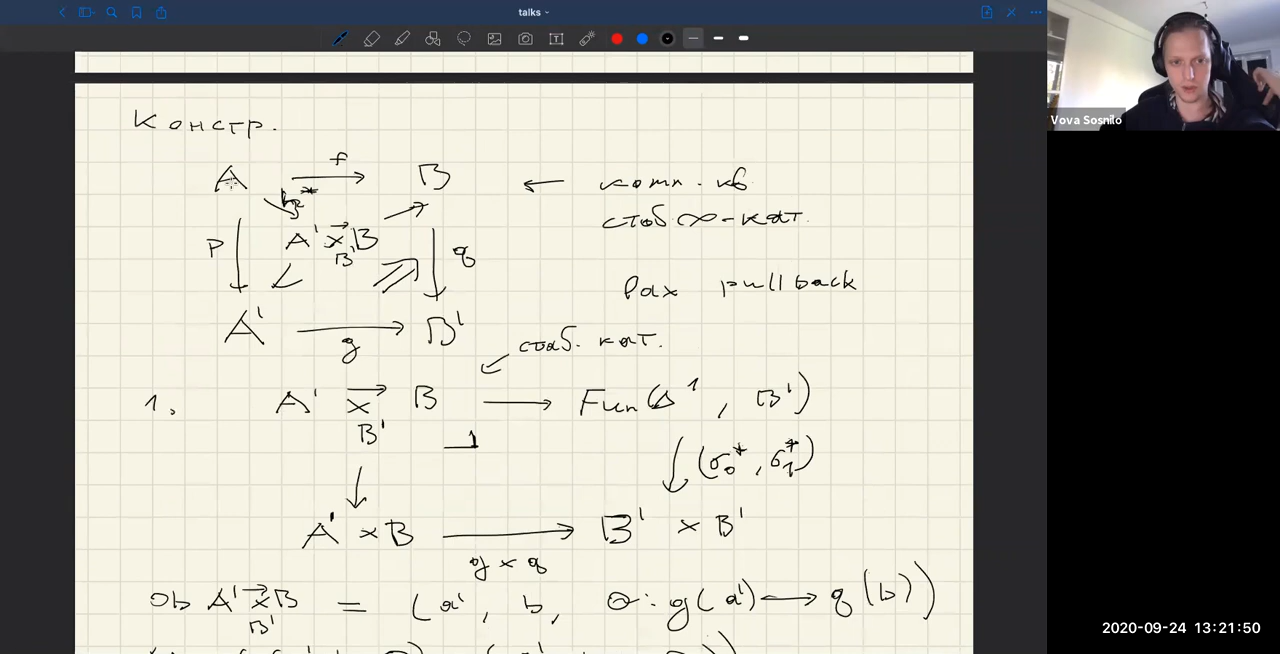 talks
Vova Sosnilo
Констр.
A f B ← комп. кв.
стаб ∞-кат.
h*
p A' ×⃗ B q
B'
lax pullback
A' g B'
стаб. кат.
1. A' ×⃗ B → Fun(Δ¹, B')
B'
↓ ↓ (σ₀*, σ₁*)
A' × B → B' × B'
g × q
Ob A' ×⃗ B = (a', b, Θ: g(a') → q(b))
B'
2020-09-24 13:21:50